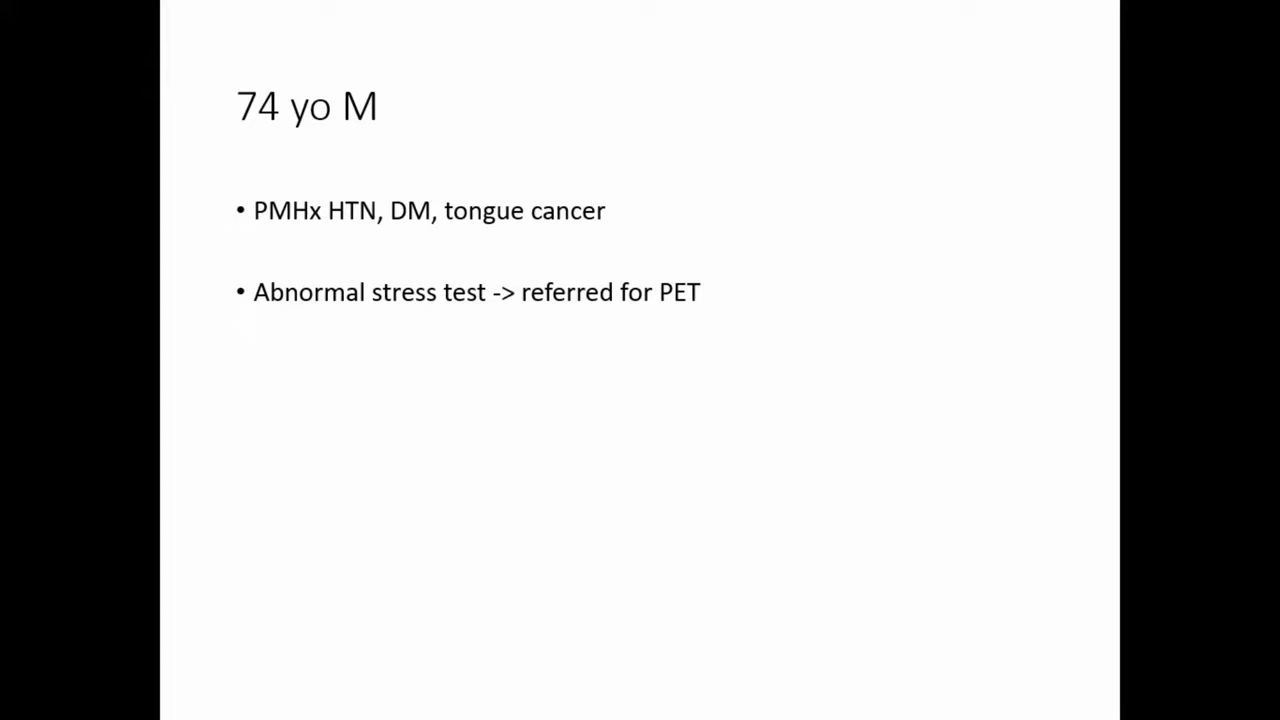 74 yo M
• PMHx HTN, DM, tongue cancer
• Abnormal stress test -> referred for PET